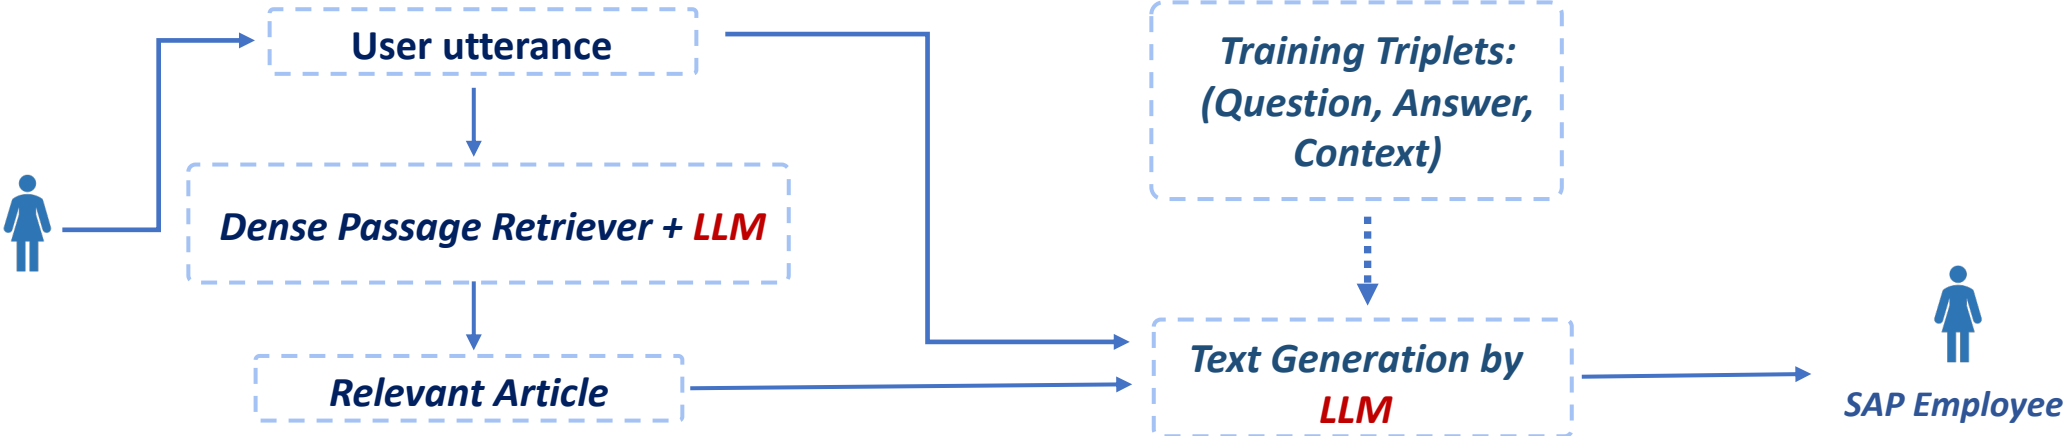 User utterance
Dense Passage Retriever + LLM
Relevant Article
Training Triplets:
(Question, Answer,
Context)
Text Generation by
LLM
SAP Employee